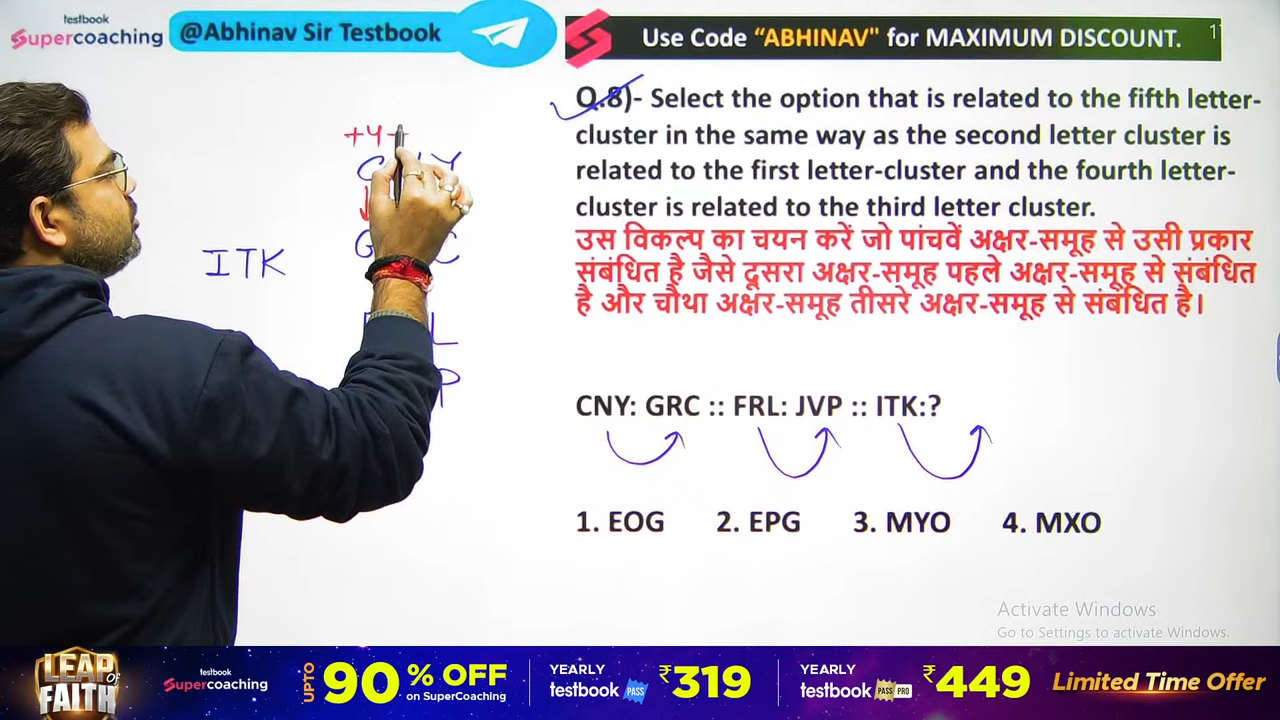 testbook
Supercoaching
@Abhinav Sir Testbook
Use Code “ABHINAV" for MAXIMUM DISCOUNT.
Q.8)- Select the option that is related to the fifth letter-
cluster in the same way as the second letter cluster is
related to the first letter-cluster and the fourth letter-
cluster is related to the third letter cluster.
उस विकल्प का चयन करें जो पांचवें अक्षर-समूह से उसी प्रकार
संबंधित है जैसे दूसरा अक्षर-समूह पहले अक्षर-समूह से संबंधित
है और चौथा अक्षर-समूह तीसरे अक्षर-समूह से संबंधित है।
+4
C Y
G C
ITK
L
P
CNY: GRC :: FRL: JVP :: ITK:?
1. EOG 2. EPG 3. MYO 4. MXO
Activate Windows
Go to Settings to activate Windows.
LEAP
OF
FAITH
testbook
Supercoaching
UPTO
90 % OFF
on SuperCoaching
YEARLY
testbook PASS
₹319
YEARLY
testbook PASS PRO
₹449
Limited Time Offer